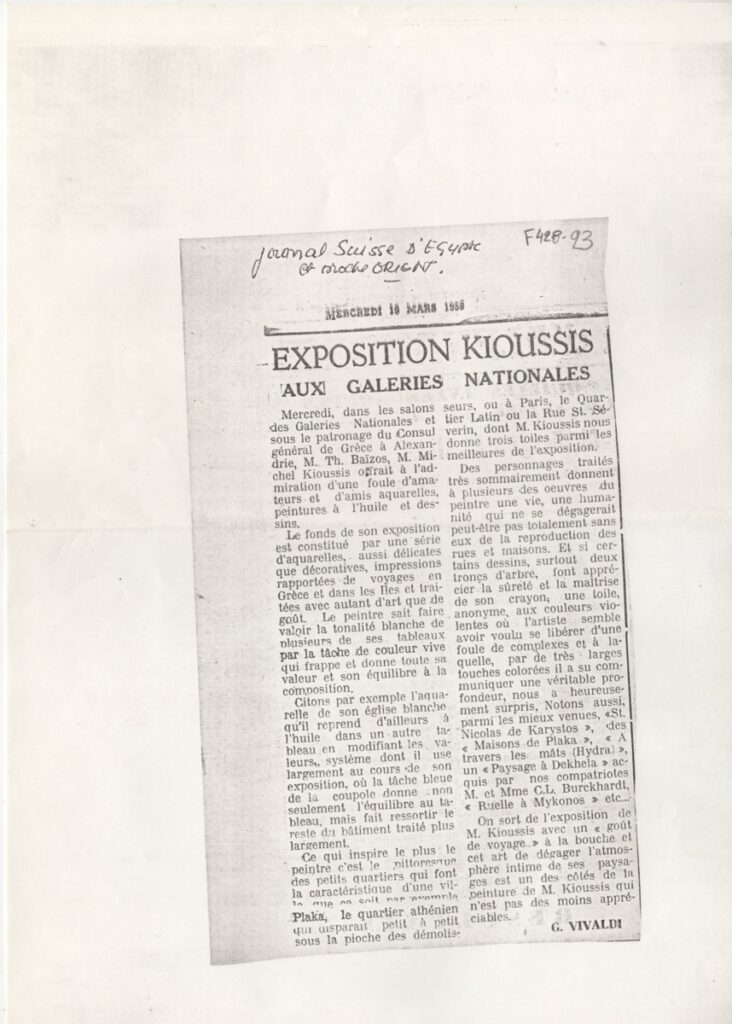 Journal Suisse D'EGypte
et Proche ORIENT.
F428-93
MERCREDI 19 MARS 1958
EXPOSITION KIOUSSIS
AUX GALERIES NATIONALES
Mercredi, dans les salons
des Galeries Nationales et
sous le patronage du Consul
général de Grèce à Alexan-
drie, M. Th. Baïzos, M. Mi-
chel Kioussis offrait à l'ad-
miration d'une foule d'ama-
teurs et d'amis aquarelles,
peintures à l'huile et des-
sins.
Le fonds de son exposition
est constitué par une série
d'aquarelles, aussi délicates
que décoratives, impressions
rapportées de voyages en
Grèce et dans les Iles et trai-
tées avec autant d'art que de
goût. Le peintre sait faire
valoir la tonalité blanche de
plusieurs de ses tableaux
par la tâche de couleur vive
qui frappe et donne toute sa
valeur et son équilibre à la
composition.
Citons par exemple l'aqua-
relle de son église blanche
qu'il reprend d'ailleurs à
l'huile dans un autre ta-
bleau en modifiant les va-
leurs, système dont il use
largement au cours de son
exposition, où la tâche bleue
de la coupole donne non
seulement l'équilibre au ta-
bleau, mais fait ressortir le
reste du bâtiment traité plus
largement.
Ce qui inspire le plus le
peintre c'est le pittoresque
des petits quartiers qui font
la caractéristique d'une vil-
le que ce soit par exemple
Plaka, le quartier athénien
qui disparait petit à petit
sous la pioche des démolis-
seurs, ou à Paris, le Quar-
tier Latin ou la Rue St. Sé-
verin, dont M. Kioussis nous
donne trois toiles parmi les
meilleures de l'exposition.
Des personnages traités
très sommairement donnent
à plusieurs des oeuvres du
peintre une vie, une huma-
nité qui ne se dégagerait
peut-être pas totalement sans
eux de la reproduction des
rues et maisons. Et si cer-
tains dessins, surtout deux
tronçs d'arbre, font appré-
cier la sûreté et la maîtrise
de son crayon, une toile,
anonyme, aux couleurs vio-
lentes où l'artiste semble
avoir voulu se libérer d'une
foule de complexes et à la-
quelle, par de très larges
touches colorées il a su com-
muniquer une véritable pro-
fondeur, nous a heureuse-
ment surpris, Notons aussi,
parmi les mieux venues, «St.
Nicolas de Karystos », des
« Maisons de Plaka », « A
travers les mâts (Hydra) »,
un « Paysage à Dekhela » ac-
quis par nos compatriotes
M. et Mme C.L. Burckhardt,
« Ruelle à Mykonos » etc...
On sort de l'exposition de
M. Kioussis avec un « goût
de voyage » à la bouche et
cet art de dégager l'atmos-
phère intime de ses paysa-
ges est un des côtés de la
peinture de M. Kioussis qui
n'est pas des moins appré-
ciables.
G. VIVALDI